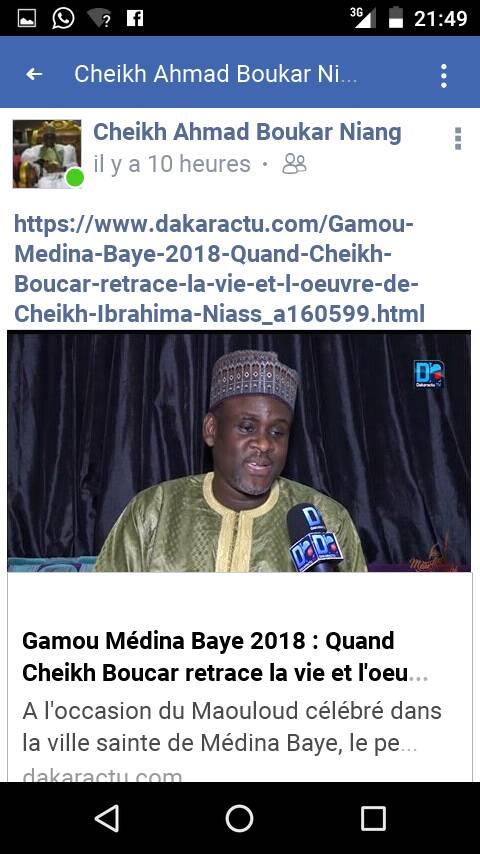 3G 21:49
Cheikh Ahmad Boukar Ni...
Cheikh Ahmad Boukar Niang
il y a 10 heures ·
https://www.dakaractu.com/Gamou-
Medina-Baye-2018-Quand-Cheikh-
Boucar-retrace-la-vie-et-l-oeuvre-de-
Cheikh-Ibrahima-Niass_a160599.html
Dakaractu TV
Gamou Médina Baye 2018 : Quand
Cheikh Boucar retrace la vie et l'oeu...
A l'occasion du Maouloud célébré dans
la ville sainte de Médina Baye, le pe...
dakaractu.com